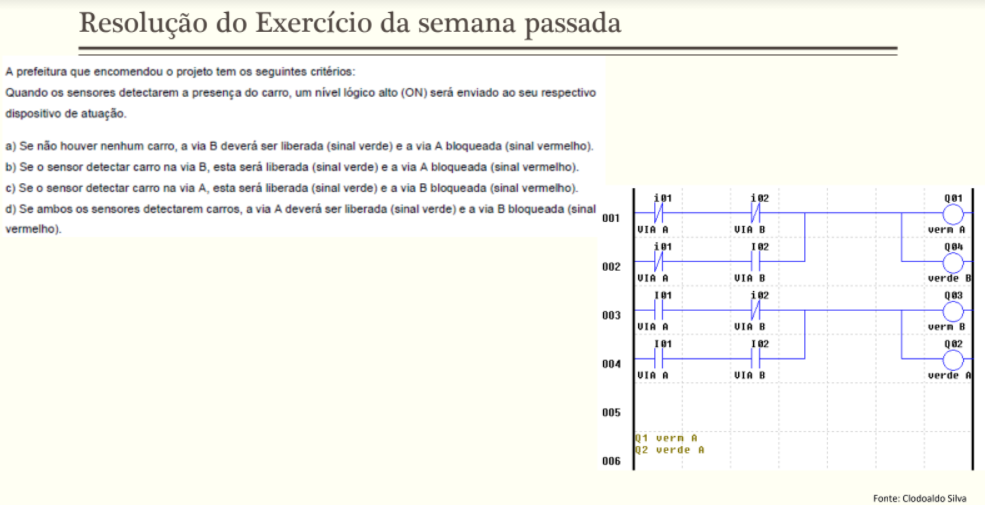 Resolução do Exercício da semana passada
A prefeitura que encomendou o projeto tem os seguintes critérios:
Quando os sensores detectarem a presença do carro, um nível lógico alto (ON) será enviado ao seu respectivo
dispositivo de atuação.
a) Se não houver nenhum carro, a via B deverá ser liberada (sinal verde) e a via A bloqueada (sinal vermelho).
b) Se o sensor detectar carro na via B, esta será liberada (sinal verde) e a via A bloqueada (sinal vermelho).
c) Se o sensor detectar carro na via A, esta será liberada (sinal verde) e a via B bloqueada (sinal vermelho).
d) Se ambos os sensores detectarem carros, a via A deverá ser liberada (sinal verde) e a via B bloqueada (sinal
vermelho).
i01 i02 Q01
001
VIA A VIA B verm A
i01 I02 Q04
002
VIA A VIA B verde B
I01 i02 Q03
003
VIA A VIA B verm B
I01 I02 Q02
004
VIA A VIA B verde A
005
Q1 verm A
Q2 verde A
006
Fonte: Clodoaldo Silva